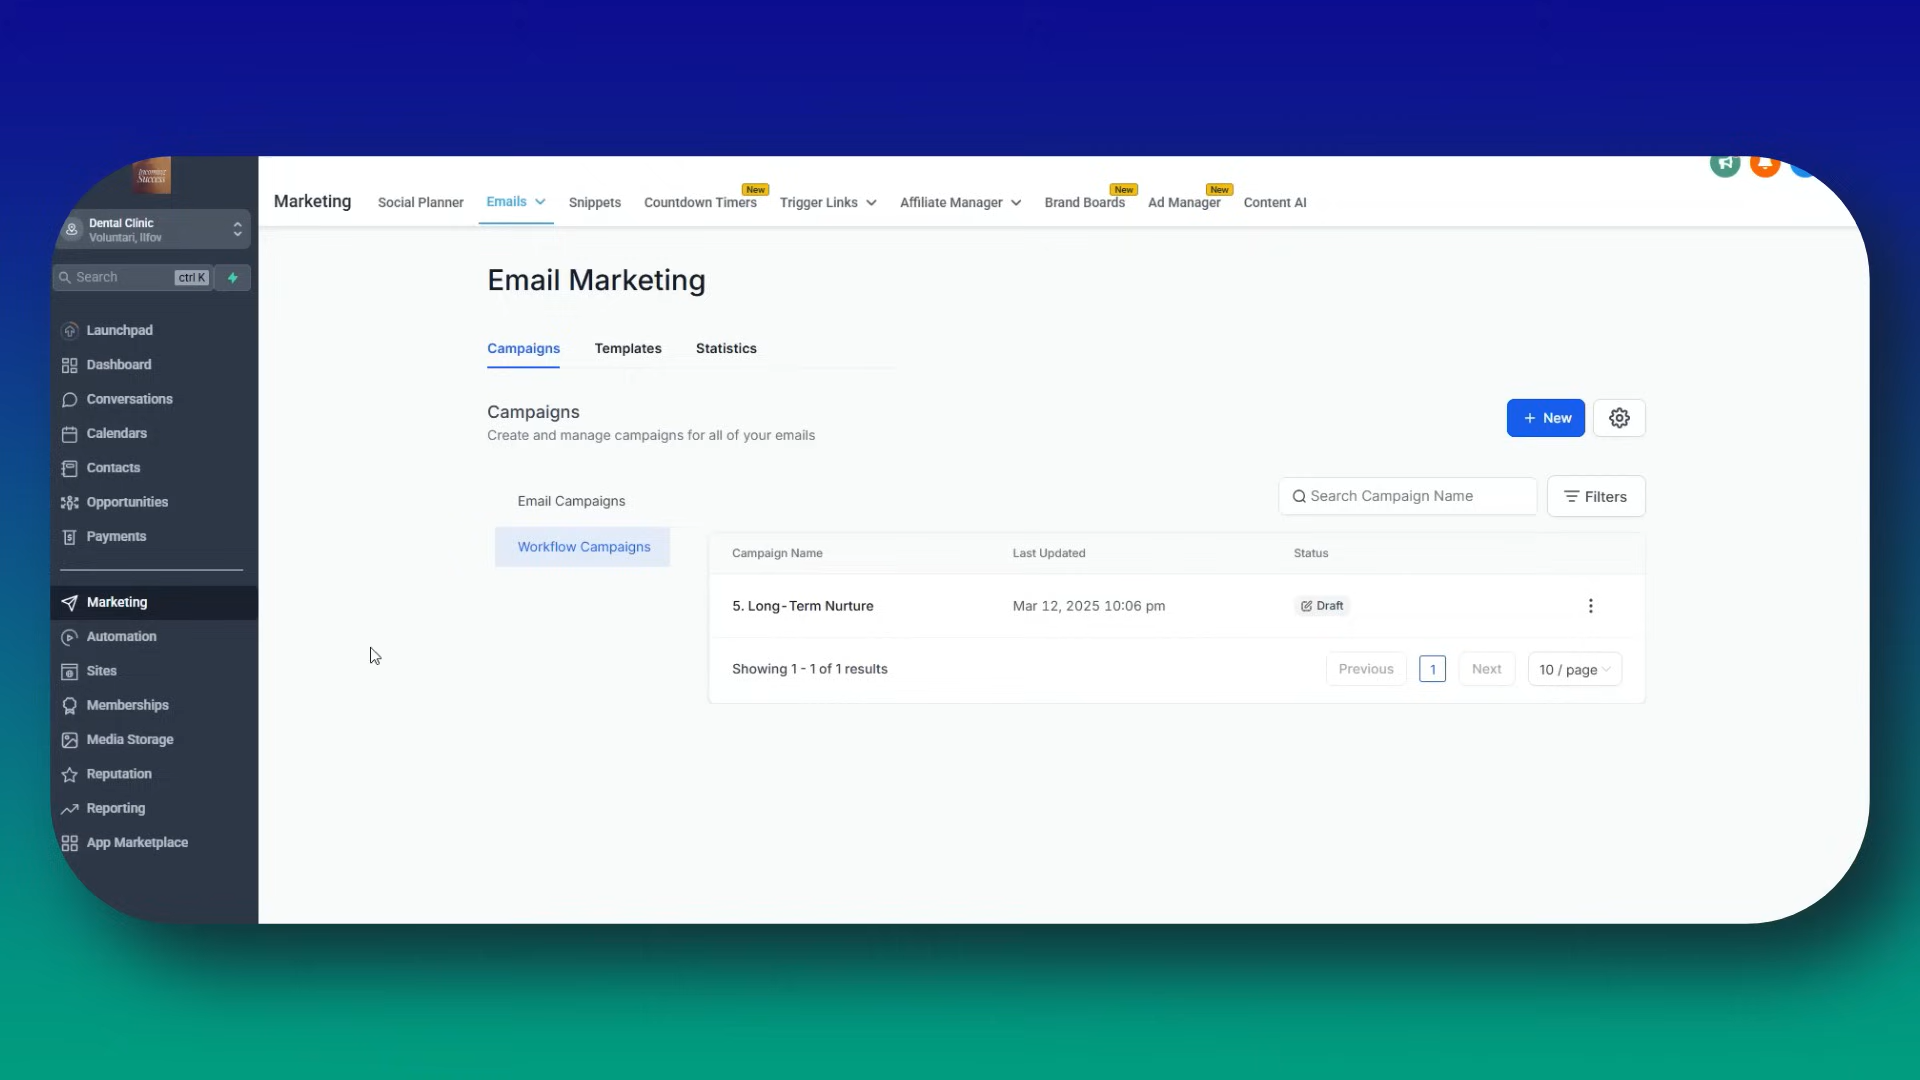 Incoming
Success
Dental Clinic
Voluntari, Ilfov
Search
ctrl K
Launchpad
Dashboard
Conversations
Calendars
Contacts
Opportunities
Payments
Marketing
Automation
Sites
Memberships
Media Storage
Reputation
Reporting
App Marketplace
Marketing
Social Planner
Emails
Snippets
Countdown Timers
New
Trigger Links
Affiliate Manager
Brand Boards
New
Ad Manager
New
Content AI
Email Marketing
Campaigns
Templates
Statistics
Campaigns
Create and manage campaigns for all of your emails
+ New
Email Campaigns
Workflow Campaigns
Search Campaign Name
Filters
Campaign Name
Last Updated
Status
5. Long-Term Nurture
Mar 12, 2025 10:06 pm
Draft
Showing 1 - 1 of 1 results
Previous
1
Next
10 / page